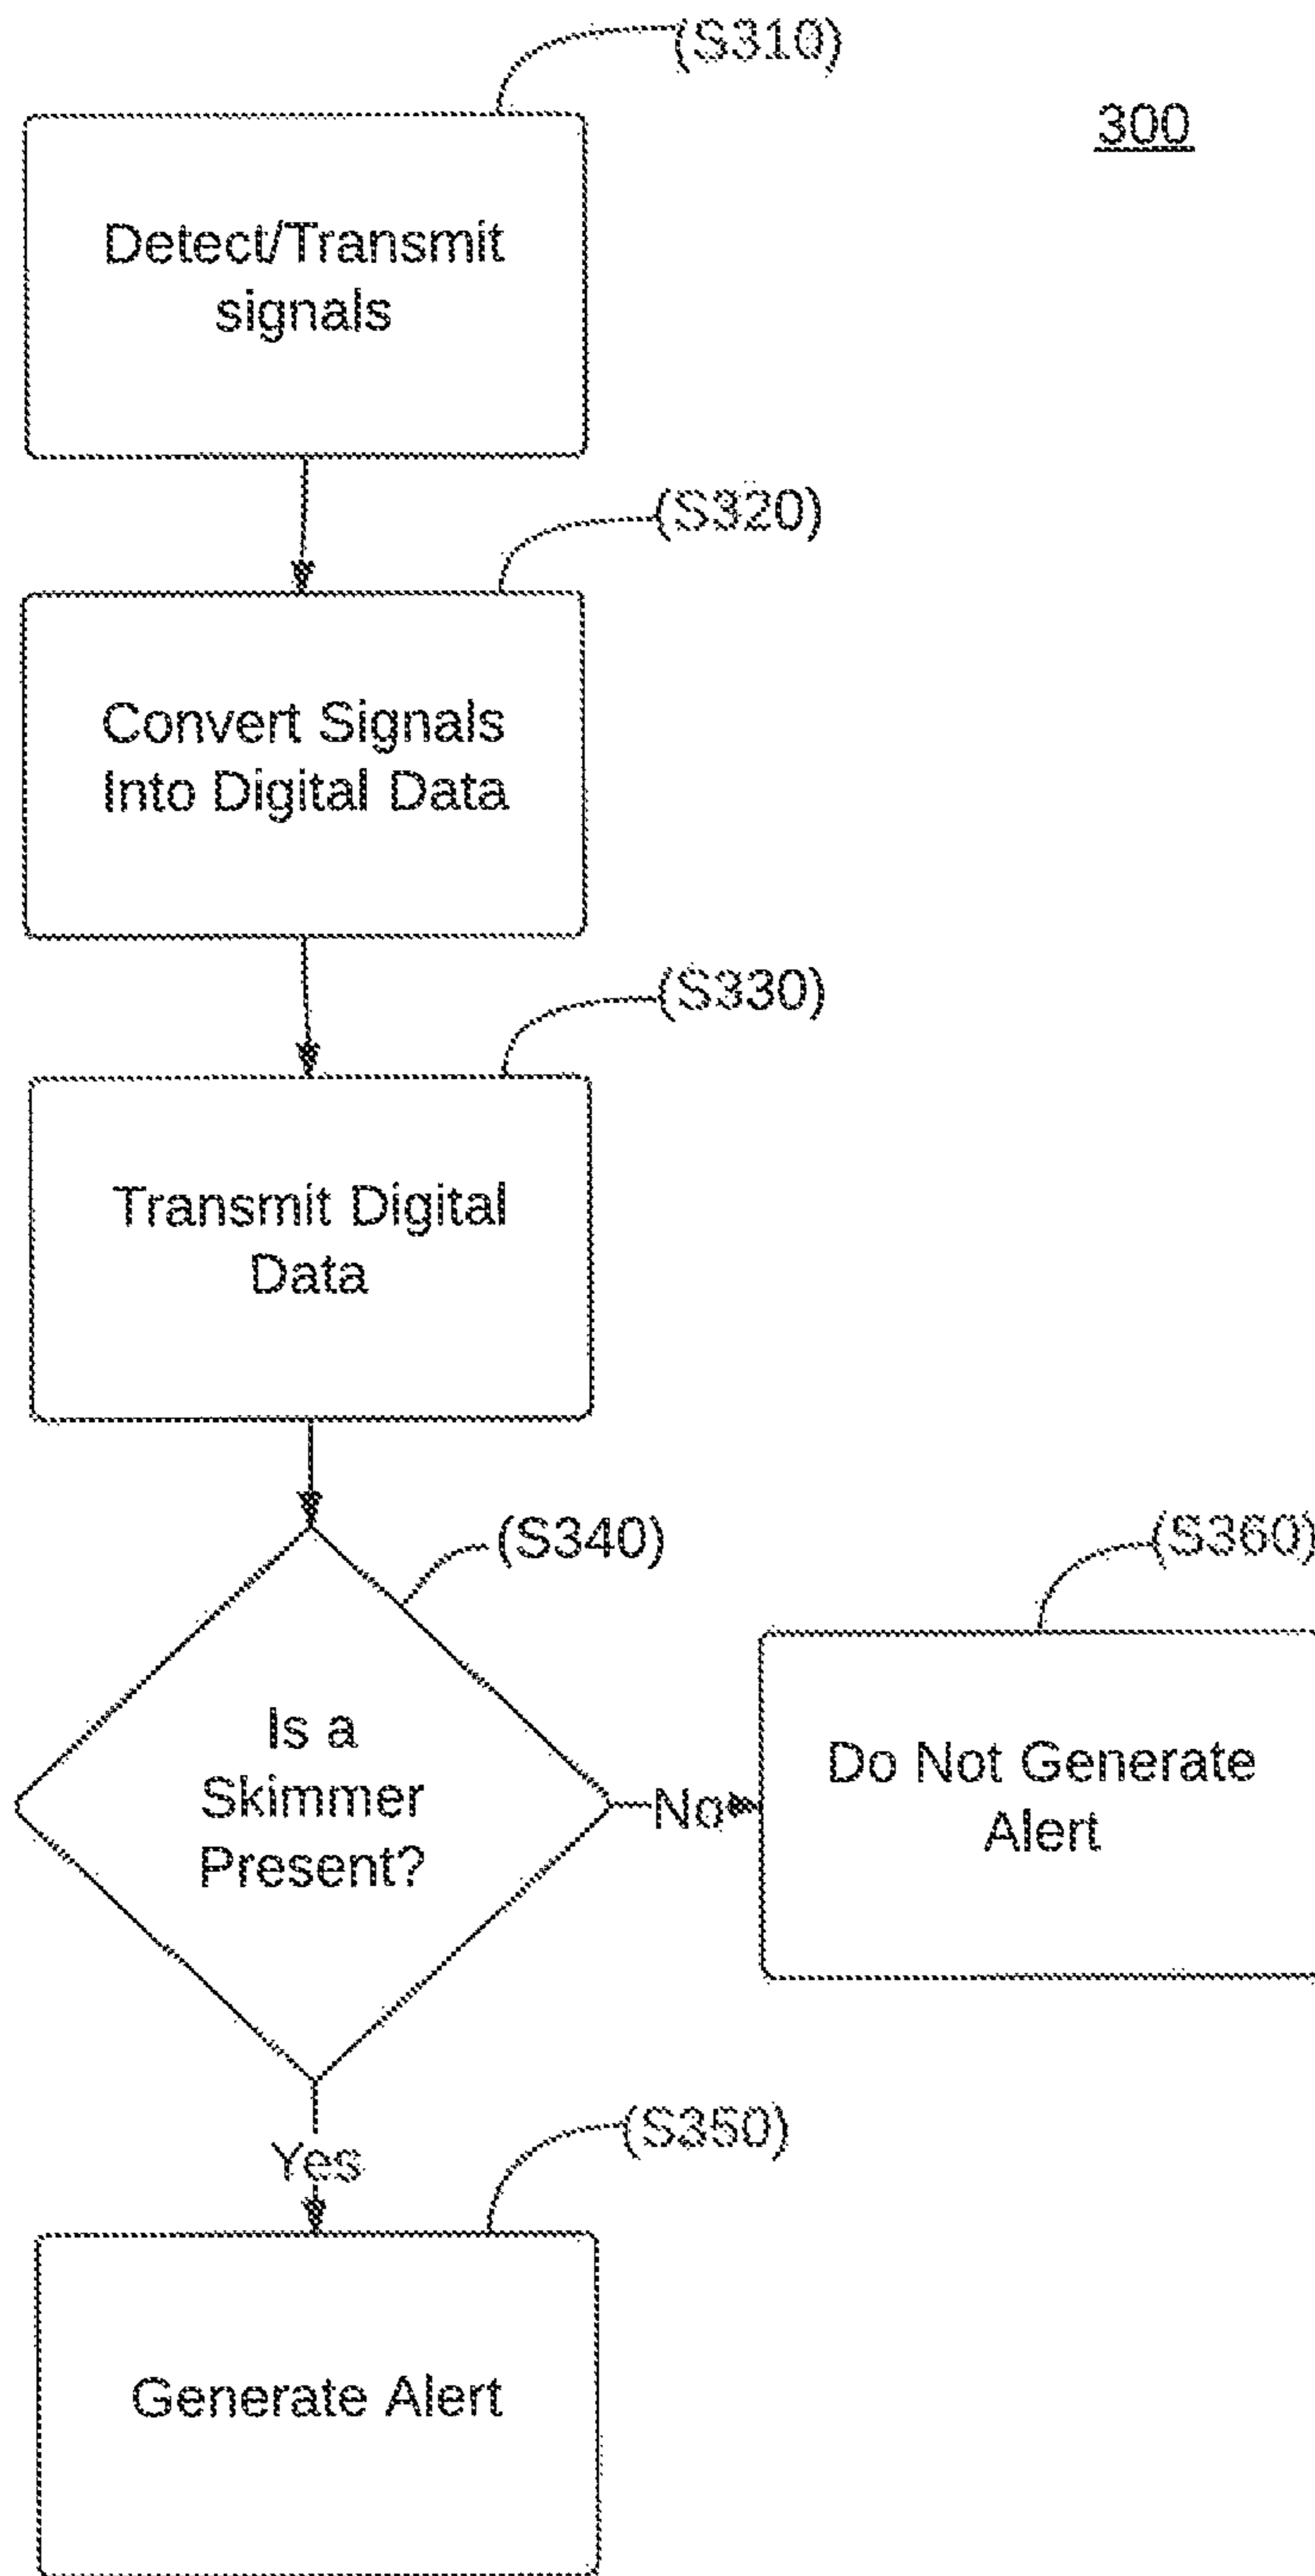 (S310)
300
Detect/Transmit
signals
(S320)
Convert Signals
Into Digital Data
(S330)
Transmit Digital
Data
(S340)
(S360)
Is a
Skimmer
Present?
No
Do Not Generate
Alert
Yes
(S350)
Generate Alert